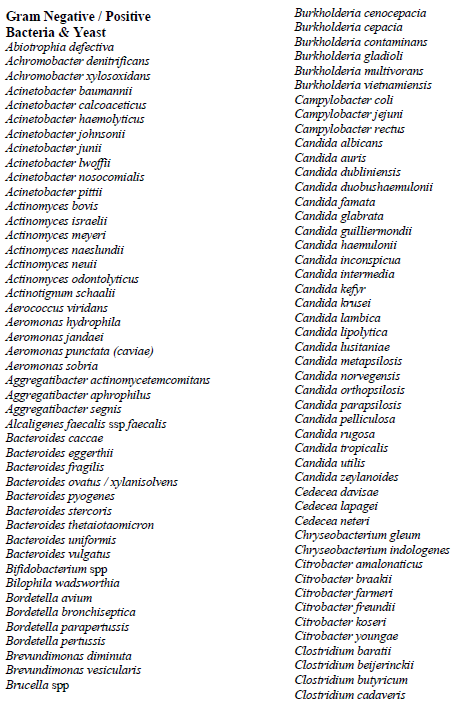 Gram Negative / Positive
Bacteria & Yeast
Abiotrophia defectiva
Achromobacter denitrificans
Achromobacter xylosoxidans
Acinetobacter baumannii
Acinetobacter calcoaceticus
Acinetobacter haemolyticus
Acinetobacter johnsonii
Acinetobacter junii
Acinetobacter lwoffii
Acinetobacter nosocomialis
Acinetobacter pittii
Actinomyces bovis
Actinomyces israelii
Actinomyces meyeri
Actinomyces naeslundii
Actinomyces neuii
Actinomyces odontolyticus
Actinotignum schaalii
Aerococcus viridans
Aeromonas hydrophila
Aeromonas jandaei
Aeromonas punctata (caviae)
Aeromonas sobria
Aggregatibacter actinomycetemcomitans
Aggregatibacter aphrophilus
Aggregatibacter segnis
Alcaligenes faecalis ssp faecalis
Bacteroides caccae
Bacteroides eggerthii
Bacteroides fragilis
Bacteroides ovatus / xylanisolvens
Bacteroides pyogenes
Bacteroides stercoris
Bacteroides thetaiotaomicron
Bacteroides uniformis
Bacteroides vulgatus
Bifidobacterium spp
Bilophila wadsworthia
Bordetella avium
Bordetella bronchiseptica
Bordetella parapertussis
Bordetella pertussis
Brevundimonas diminuta
Brevundimonas vesicularis
Brucella spp
Burkholderia cenocepacia
Burkholderia cepacia
Burkholderia contaminans
Burkholderia gladioli
Burkholderia multivorans
Burkholderia vietnamiensis
Campylobacter coli
Campylobacter jejuni
Campylobacter rectus
Candida albicans
Candida auris
Candida dubliniensis
Candida duobushaemulonii
Candida famata
Candida glabrata
Candida guilliermondii
Candida haemulonii
Candida inconspicua
Candida intermedia
Candida kefyr
Candida krusei
Candida lambica
Candida lipolytica
Candida lusitaniae
Candida metapsilosis
Candida norvegensis
Candida orthopsilosis
Candida parapsilosis
Candida pelliculosa
Candida rugosa
Candida tropicalis
Candida utilis
Candida zeylanoides
Cedecea davisae
Cedecea lapagei
Cedecea neteri
Chryseobacterium gleum
Chryseobacterium indologenes
Citrobacter amalonaticus
Citrobacter braakii
Citrobacter farmeri
Citrobacter freundii
Citrobacter koseri
Citrobacter youngae
Clostridium baratii
Clostridium beijerinckii
Clostridium butyricum
Clostridium cadaveris